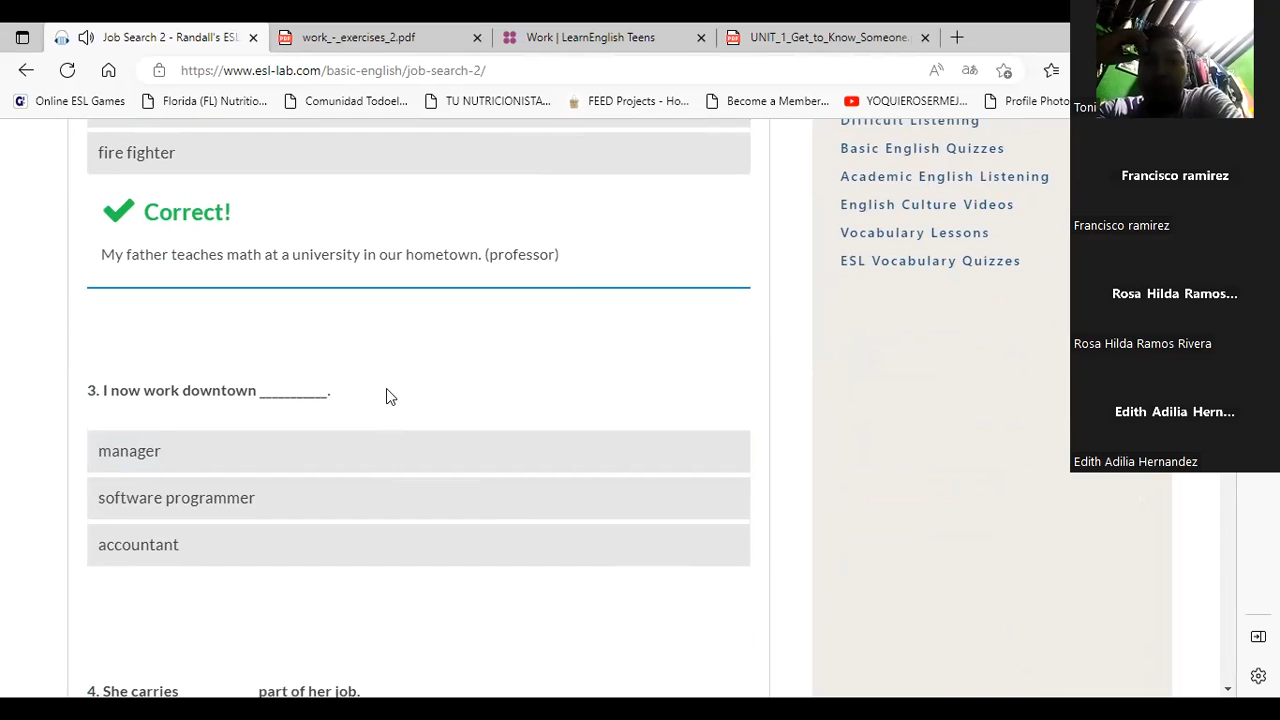 Job Search 2 - Randall's ESL
work_-_exercises_2.pdf
Work | LearnEnglish Teens
UNIT_1_Get_to_Know_Someone.
https://www.esl-lab.com/basic-english/job-search-2/
Online ESL Games
Florida (FL) Nutritio...
Comunidad Todoel...
TU NUTRICIONISTA...
FEED Projects - Ho...
Become a Member...
YOQUIEROSERMEJ...
Profile Photo
fire fighter
Correct!
My father teaches math at a university in our hometown. (professor)
3. I now work downtown __________.
manager
software programmer
accountant
4. She carries __________ part of her job.
Difficult Listening
Basic English Quizzes
Academic English Listening
English Culture Videos
Vocabulary Lessons
ESL Vocabulary Quizzes
Toni
Francisco ramirez
Francisco ramirez
Rosa Hilda Ramos...
Rosa Hilda Ramos Rivera
Edith Adilia Hern...
Edith Adilia Hernandez